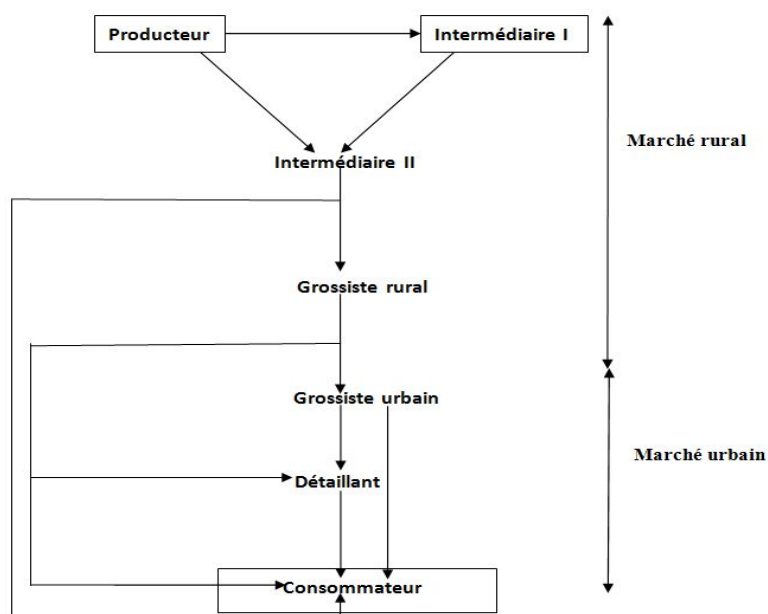 Producteur
Intermédiaire I
Marché rural
Intermédiaire II
Grossiste rural
Grossiste urbain
Marché urbain
Détaillant
Consommateur